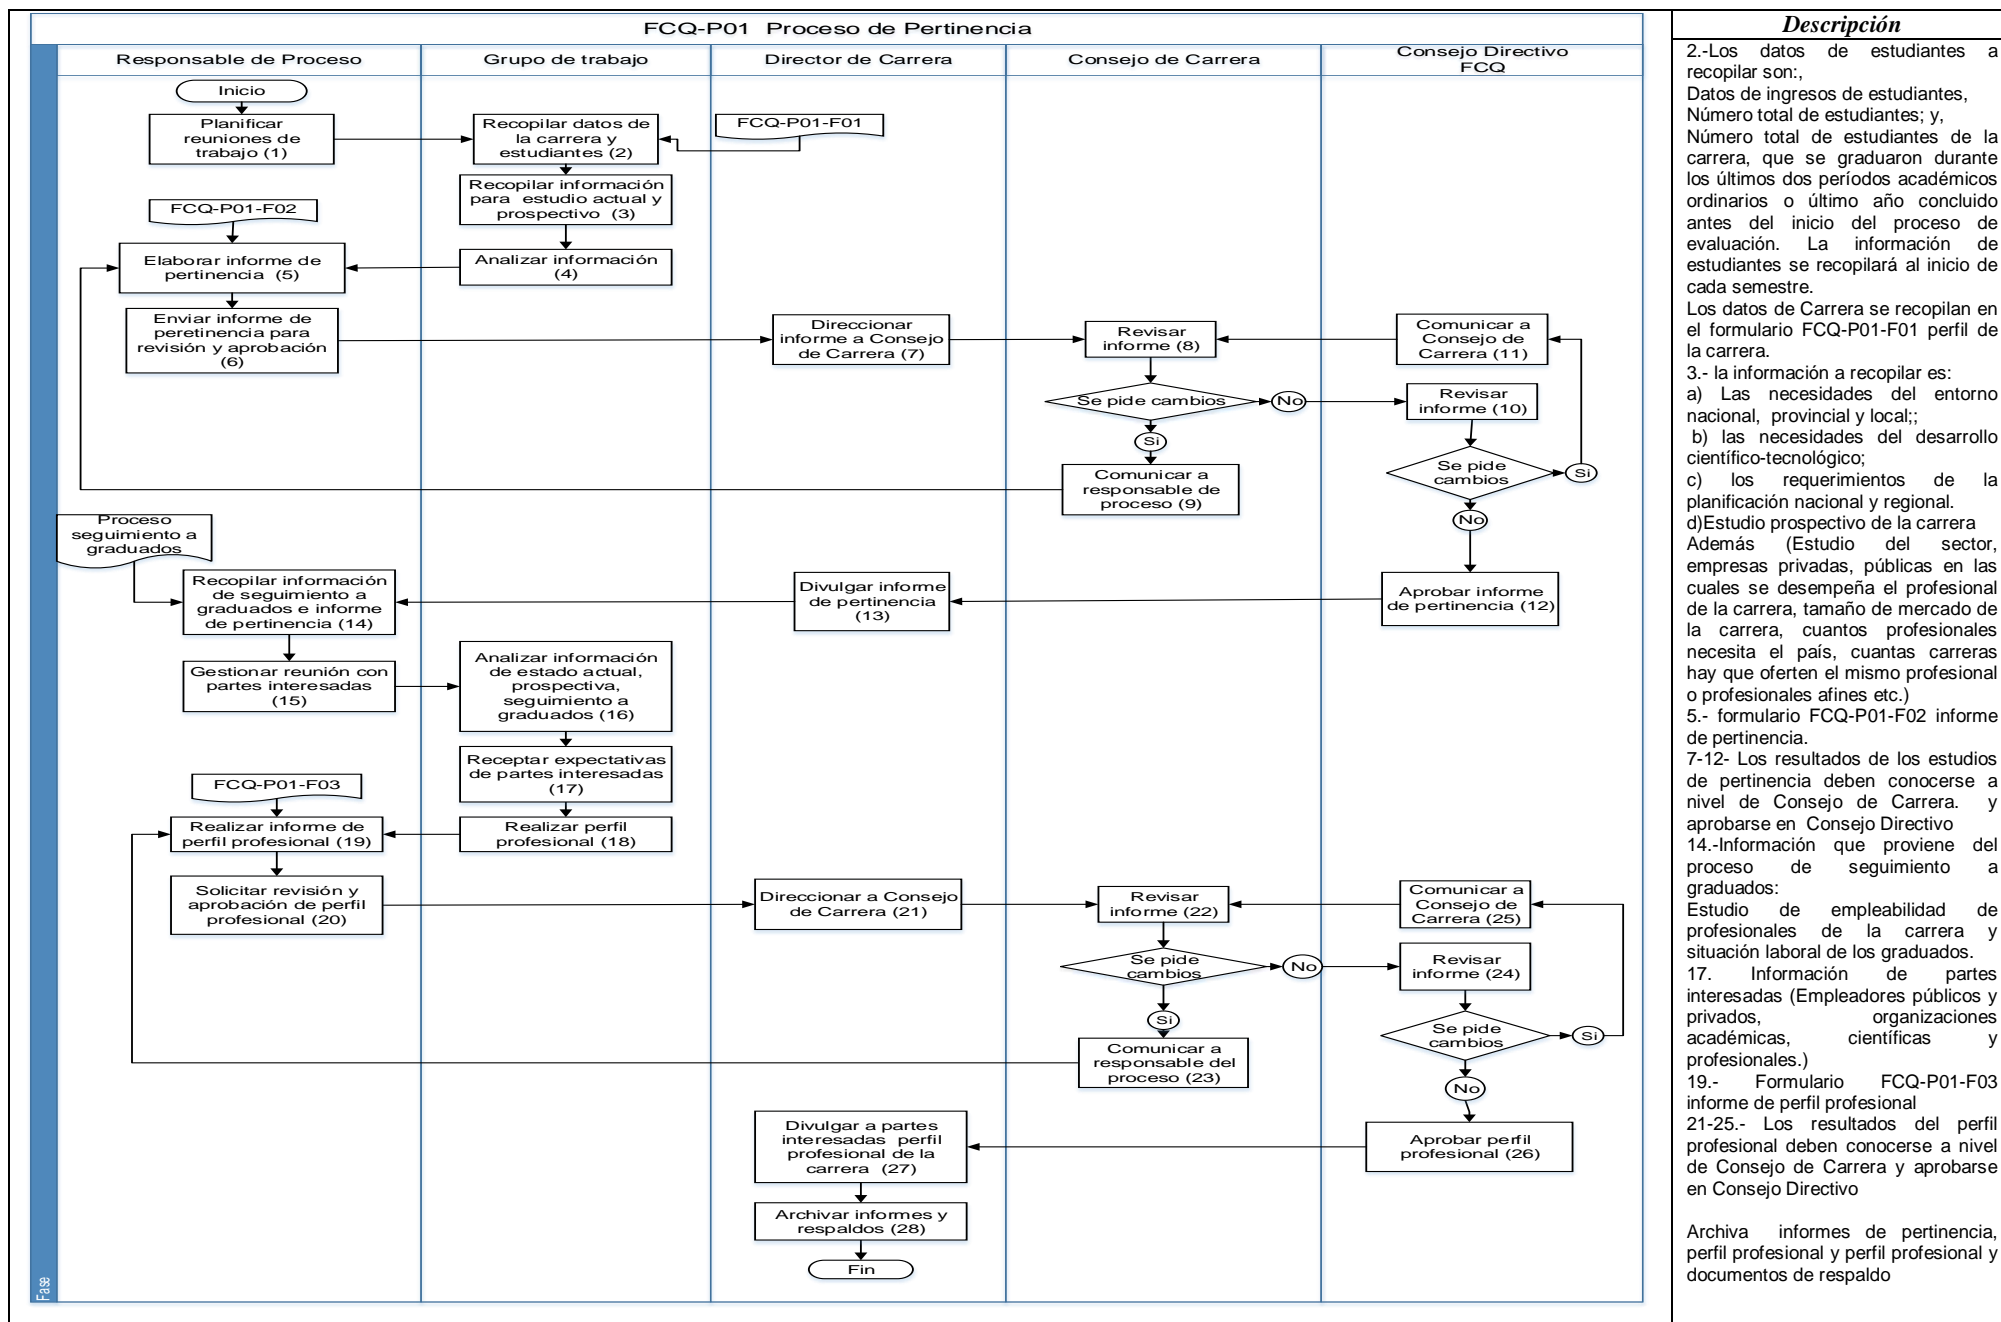 FCQ-P01 Proceso de Pertinencia
Responsable de Proceso
Grupo de trabajo
Director de Carrera
Consejo de Carrera
Consejo Directivo
FCQ
Fase
Inicio
Planificar
reuniones de
trabajo (1)
Recopilar datos de
la carrera y
estudiantes (2)
FCQ-P01-F01
Recopilar información
para estudio actual y
prospectivo (3)
FCQ-P01-F02
Elaborar informe de
pertinencia (5)
Analizar información
(4)
Enviar informe de
peretinencia para
revisión y aprobación
(6)
Direccionar
informe a Consejo
de Carrera (7)
Revisar
informe (8)
Comunicar a
Consejo de
Carrera (11)
Se pide cambios
No
Revisar
informe (10)
Si
Se pide
cambios
Si
Comunicar a
responsable de
proceso (9)
No
Proceso
seguimiento a
graduados
Recopilar información
de seguimiento a
graduados e informe
de pertinencia (14)
Divulgar informe
de pertinencia
(13)
Aprobar informe
de pertinencia (12)
Gestionar reunión con
partes interesadas
(15)
Analizar información
de estado actual,
prospectiva,
seguimiento a
graduados (16)
Receptar expectativas
de partes interesadas
(17)
FCQ-P01-F03
Realizar informe de
perfil profesional (19)
Realizar perfil
profesional (18)
Solicitar revisión y
aprobación de perfil
profesional (20)
Direccionar a Consejo
de Carrera (21)
Revisar
informe (22)
Comunicar a
Consejo de
Carrera (25)
Se pide
cambios
No
Revisar
informe (24)
Si
Se pide
cambios
Si
Comunicar a
responsable del
proceso (23)
No
Divulgar a partes
interesadas perfil
profesional de la
carrera (27)
Aprobar perfil
profesional (26)
Archivar informes y
respaldos (28)
Fin
Descripción
2.-Los datos de estudiantes a
recopilar son:,
Datos de ingresos de estudiantes,
Número total de estudiantes; y,
Número total de estudiantes de la
carrera, que se graduaron durante
los últimos dos períodos académicos
ordinarios o último año concluido
antes del inicio del proceso de
evaluación. La información de
estudiantes se recopilará al inicio de
cada semestre.
Los datos de Carrera se recopilan en
el formulario FCQ-P01-F01 perfil de
la carrera.
3.- la información a recopilar es:
a) Las necesidades del entorno
nacional, provincial y local;;
b) las necesidades del desarrollo
científico-tecnológico;
c) los requerimientos de la
planificación nacional y regional.
d)Estudio prospectivo de la carrera
Además (Estudio del sector,
empresas privadas, públicas en las
cuales se desempeña el profesional
de la carrera, tamaño de mercado de
la carrera, cuantos profesionales
necesita el país, cuantas carreras
hay que oferten el mismo profesional
o profesionales afines etc.)
5.- formulario FCQ-P01-F02 informe
de pertinencia.
7-12- Los resultados de los estudios
de pertinencia deben conocerse a
nivel de Consejo de Carrera. y
aprobarse en Consejo Directivo
14.-Información que proviene del
proceso de seguimiento a
graduados:
Estudio de empleabilidad de
profesionales de la carrera y
situación laboral de los graduados.
17. Información de partes
interesadas (Empleadores públicos y
privados, organizaciones
académicas, científicas y
profesionales.)
19.- Formulario FCQ-P01-F03
informe de perfil profesional
21-25.- Los resultados del perfil
profesional deben conocerse a nivel
de Consejo de Carrera y aprobarse
en Consejo Directivo
Archiva informes de pertinencia,
perfil profesional y perfil profesional y
documentos de respaldo